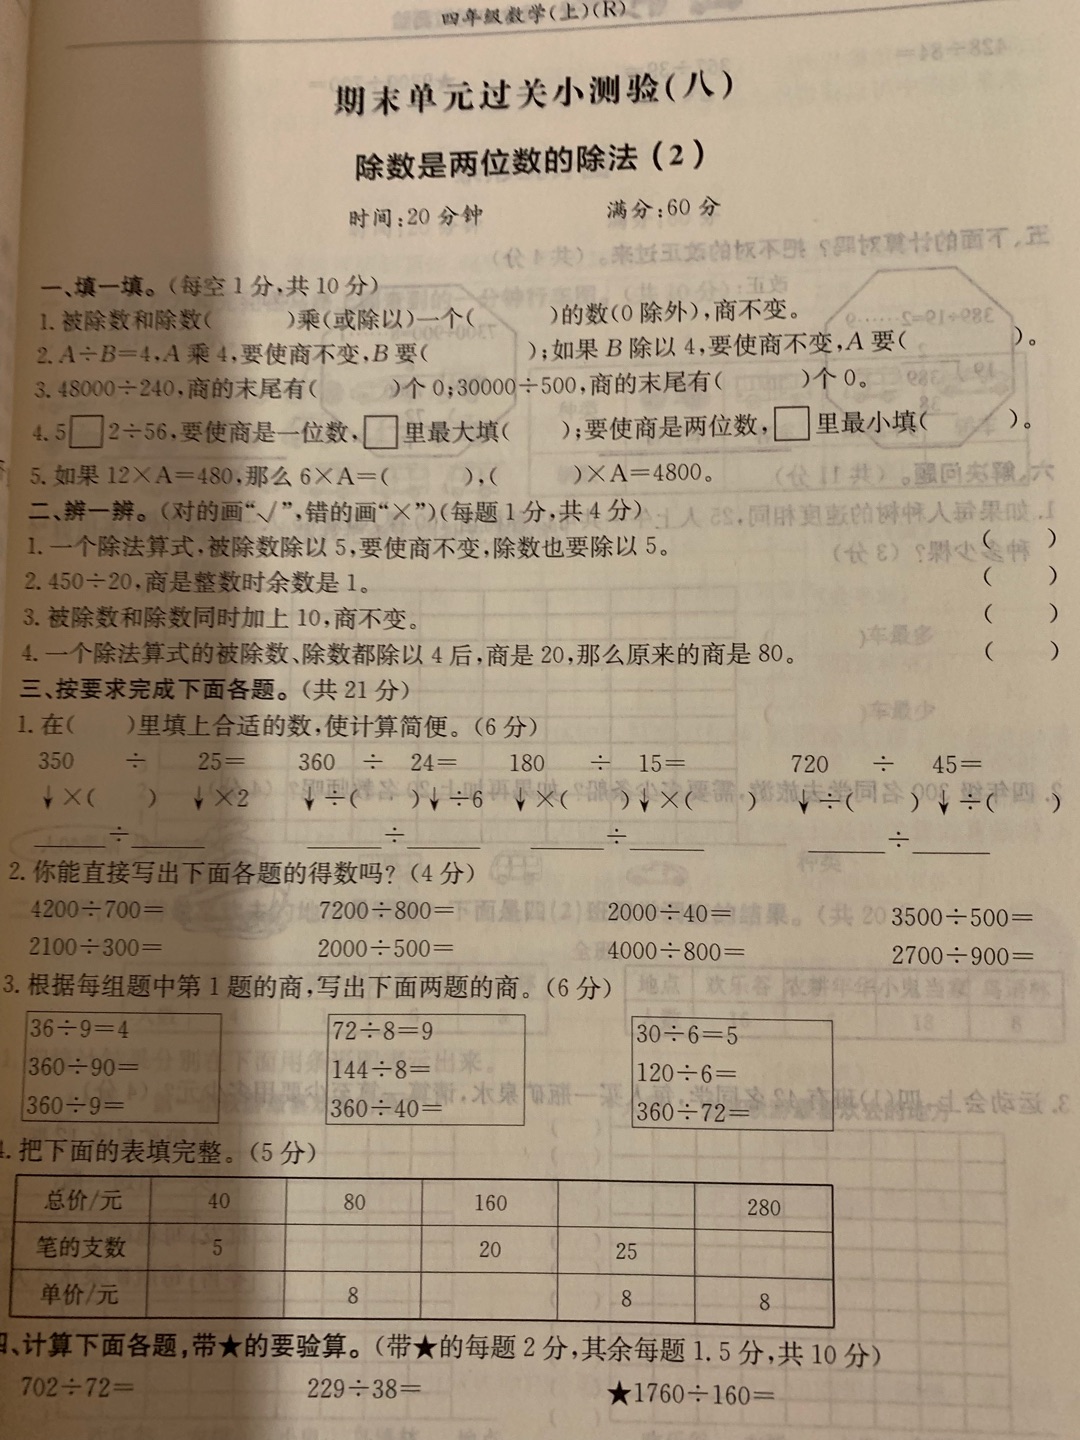 四年级数学(上)(R)
期末单元过关小测验(八)
除数是两位数的除法(2)
时间:20分钟 满分:60分
一、填一填。(每空1分,共10分)
1.被除数和除数( )乘(或除以)一个( )的数(0除外),商不变。
2.A÷B=4,A乘4,要使商不变,B要( );如果B除以4,要使商不变,A要( )。
3.48000÷240,商的末尾有( )个0;30000÷500,商的末尾有( )个0。
4.5□2÷56,要使商是一位数,□里最大填( );要使商是两位数,□里最小填( )。
5.如果12×A=480,那么6×A=( ),( )×A=4800。
二、辨一辨。(对的画“√”,错的画“×”)(每题1分,共4分)
1.一个除法算式,被除数除以5,要使商不变,除数也要除以5。 ( )
2.450÷20,商是整数时余数是1。 ( )
3.被除数和除数同时加上10,商不变。 ( )
4.一个除法算式的被除数、除数都除以4后,商是20,那么原来的商是80。 ( )
三、按要求完成下面各题。(共21分)
1.在( )里填上合适的数,使计算简便。(6分)
350 ÷ 25= 360 ÷ 24= 180 ÷ 15= 720 ÷ 45=
↓×( ) ↓×2 ↓÷( ) ↓÷6 ↓×( ) ↓×( ) ↓÷( ) ↓÷( )
____÷____ ____÷____ ____÷____ ____÷____
2.你能直接写出下面各题的得数吗?(4分)
4200÷700= 7200÷800= 2000÷40= 3500÷500=
2100÷300= 2000÷500= 4000÷800= 2700÷900=
3.根据每组题中第1题的商,写出下面两题的商。(6分)
36÷9=4 72÷8=9 30÷6=5
360÷90= 144÷8= 120÷6=
360÷9= 360÷40= 360÷72=
4.把下面的表填完整。(5分)
总价/元 40 80 160 280
笔的支数 5 20 25
单价/元 8 8 8
四、计算下面各题,带★的要验算。(带★的每题2分,其余每题1.5分,共10分)
702÷72= 229÷38= ★1760÷160=